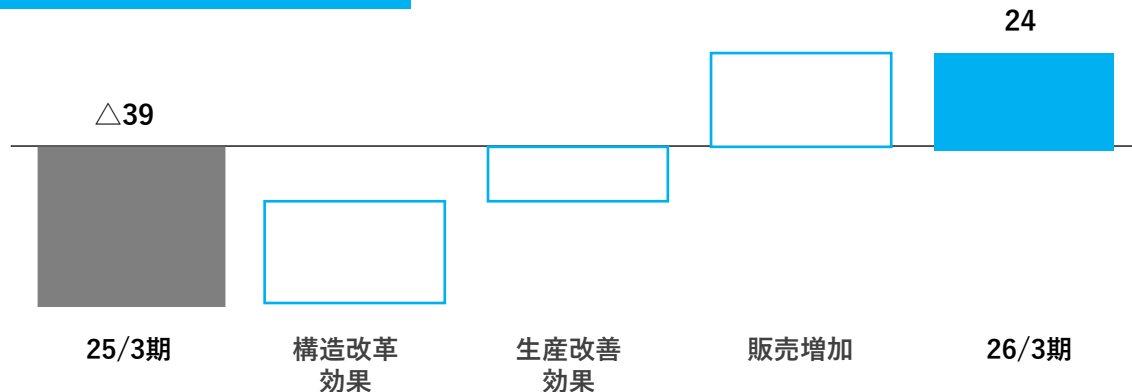 24
△39
25/3期
構造改革
効果
生産改善
効果
販売増加
26/3期